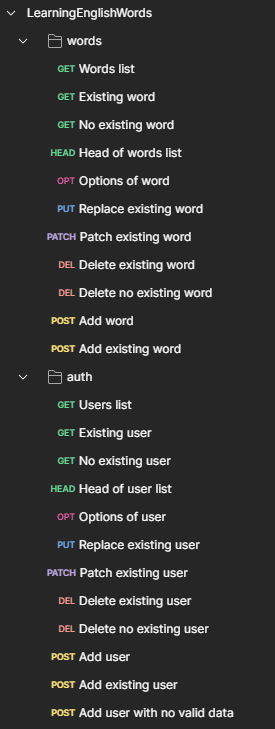 LearningEnglishWords
words
GET Words list
GET Existing word
GET No existing word
HEAD Head of words list
OPT Options of word
PUT Replace existing word
PATCH Patch existing word
DEL Delete existing word
DEL Delete no existing word
POST Add word
POST Add existing word
auth
GET Users list
GET Existing user
GET No existing user
HEAD Head of user list
OPT Options of user
PUT Replace existing user
PATCH Patch existing user
DEL Delete existing user
DEL Delete no existing user
POST Add user
POST Add existing user
POST Add user with no valid data